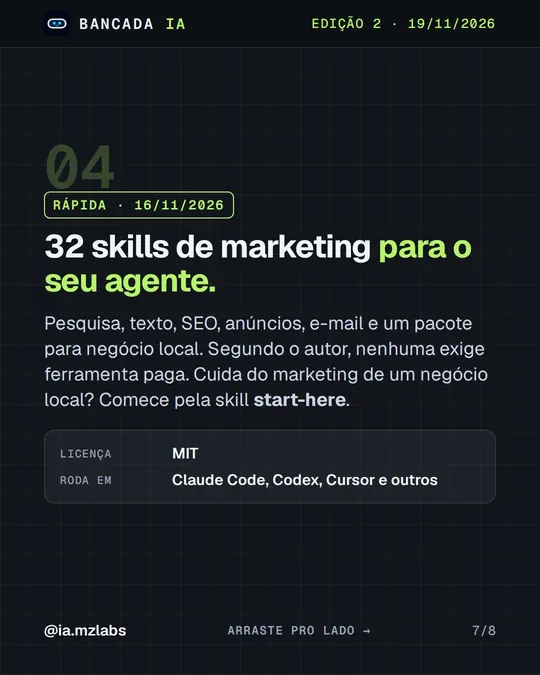 BANCADA IA
EDIÇÃO 2 · 19/11/2026
04
RÁPIDA · 16/11/2026
32 skills de marketing para o
seu agente.
Pesquisa, texto, SEO, anúncios, e-mail e um pacote
para negócio local. Segundo o autor, nenhuma exige
ferramenta paga. Cuida do marketing de um negócio
local? Comece pela skill start-here.
LICENÇA MIT
RODA EM Claude Code, Codex, Cursor e outros
@ia.mzlabs
ARRASTE PRO LADO →
7/8